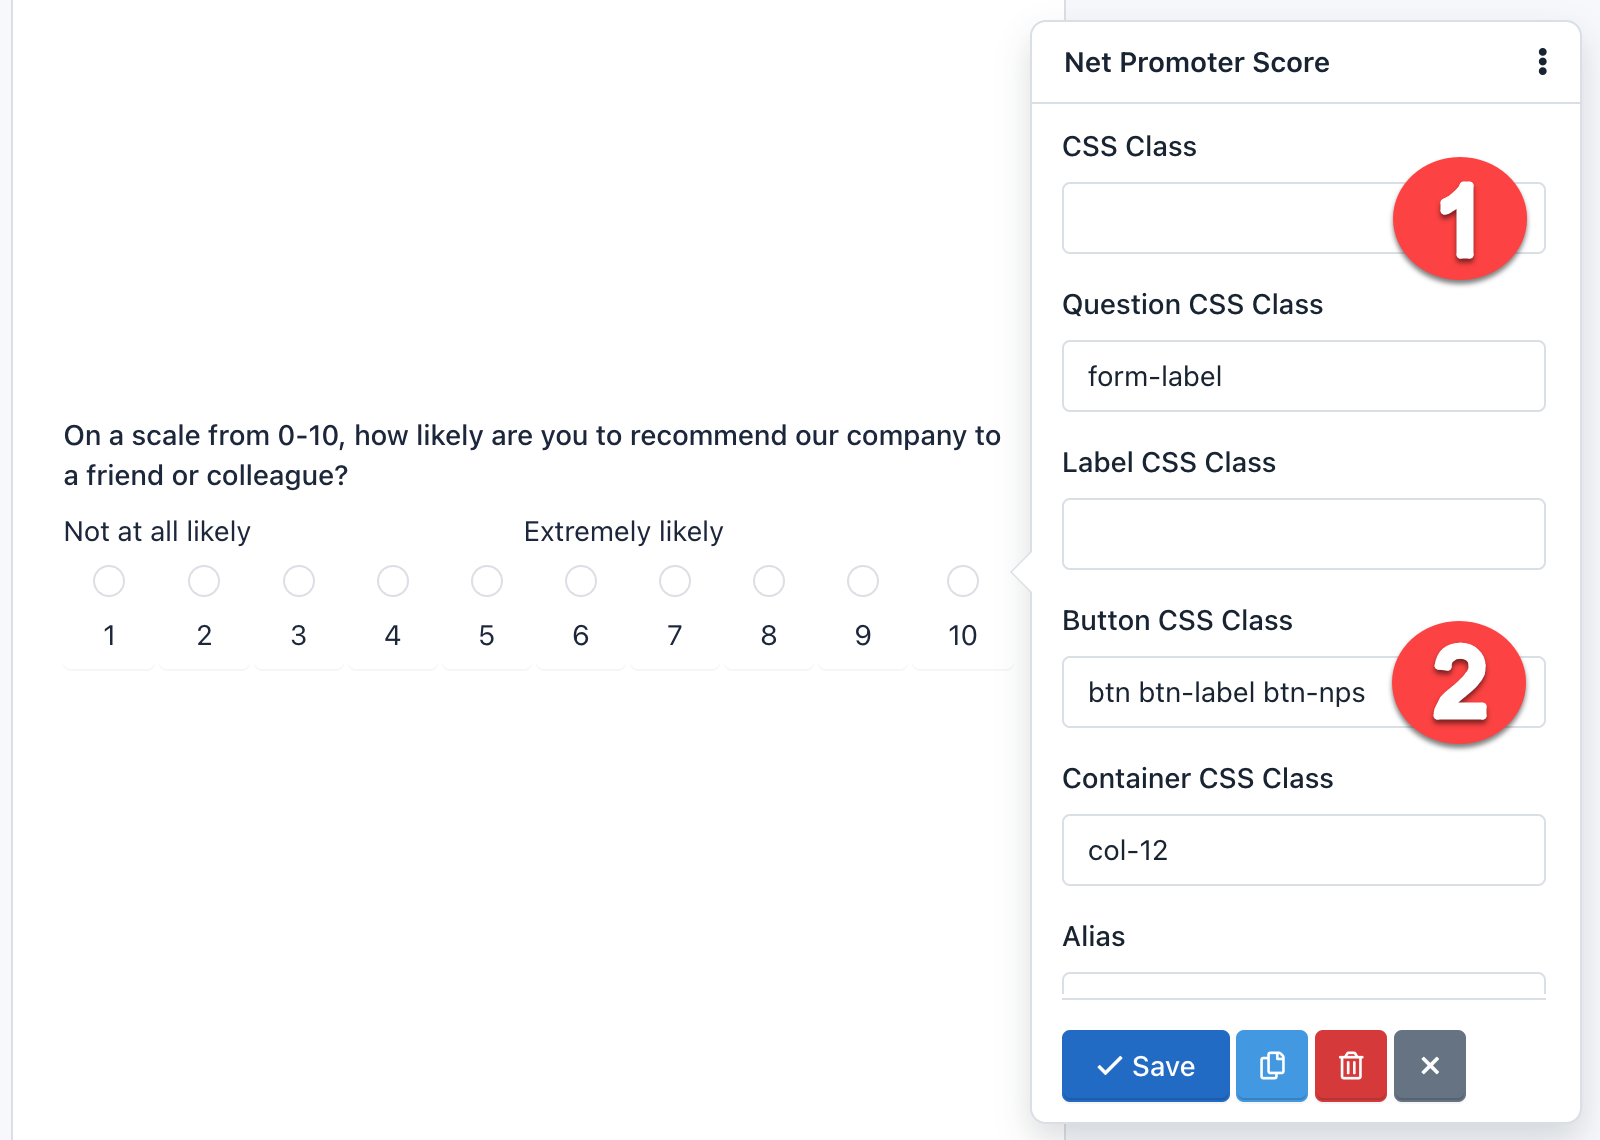 On a scale from 0-10, how likely are you to recommend our company to
a friend or colleague?
Not at all likely
Extremely likely
1 2 3 4 5 6 7 8 9 10
Net Promoter Score
CSS Class
1
Question CSS Class
form-label
Label CSS Class
Button CSS Class
btn btn-label btn-nps
2
Container CSS Class
col-12
Alias
Save